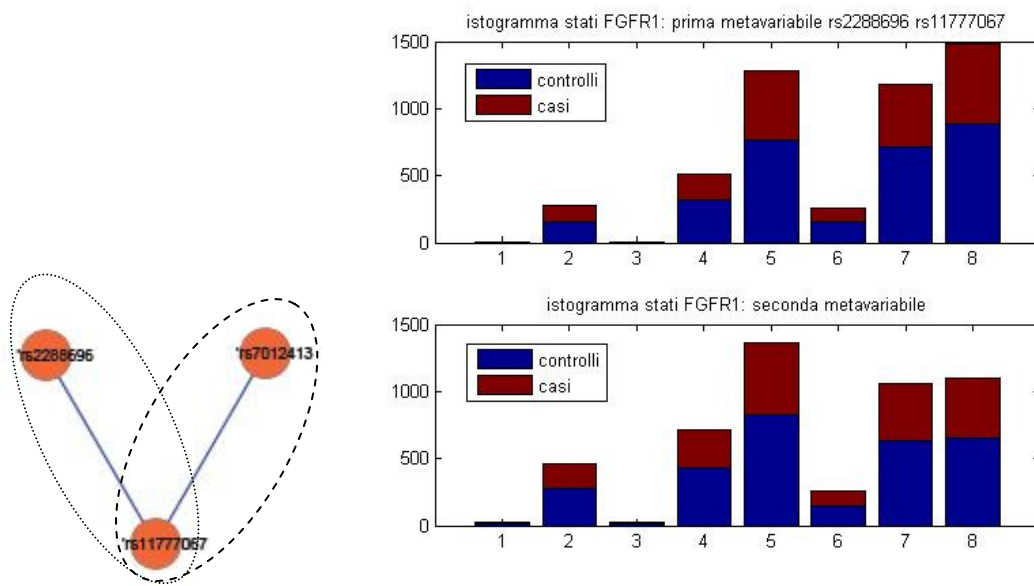 istogramma stati FGFR1: prima metavariabile rs2288696 rs11777067
1500
1000
500
0
controlli
casi
1 2 3 4 5 6 7 8
istogramma stati FGFR1: seconda metavariabile
1500
1000
500
0
controlli
casi
1 2 3 4 5 6 7 8
'rs2288696
'rs7012413
'rs11777067